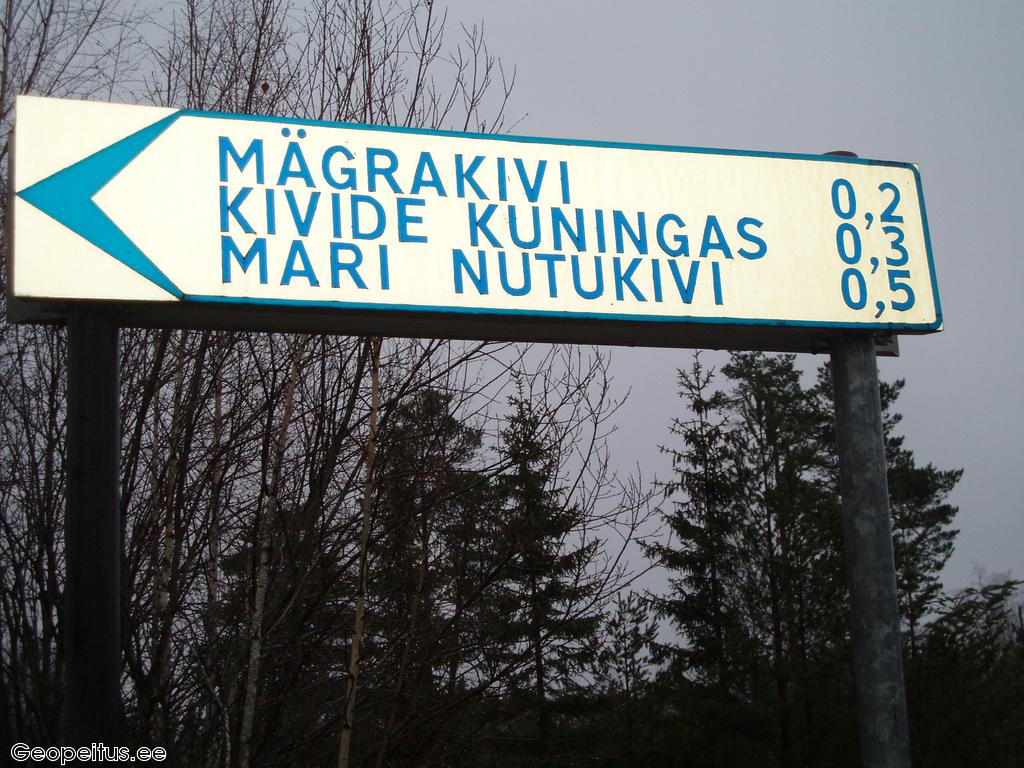 MÄGRAKIVI 0,2
KIVIDE KUNINGAS 0,3
MARI NUTUKIVI 0,5
Geopeitus.ee